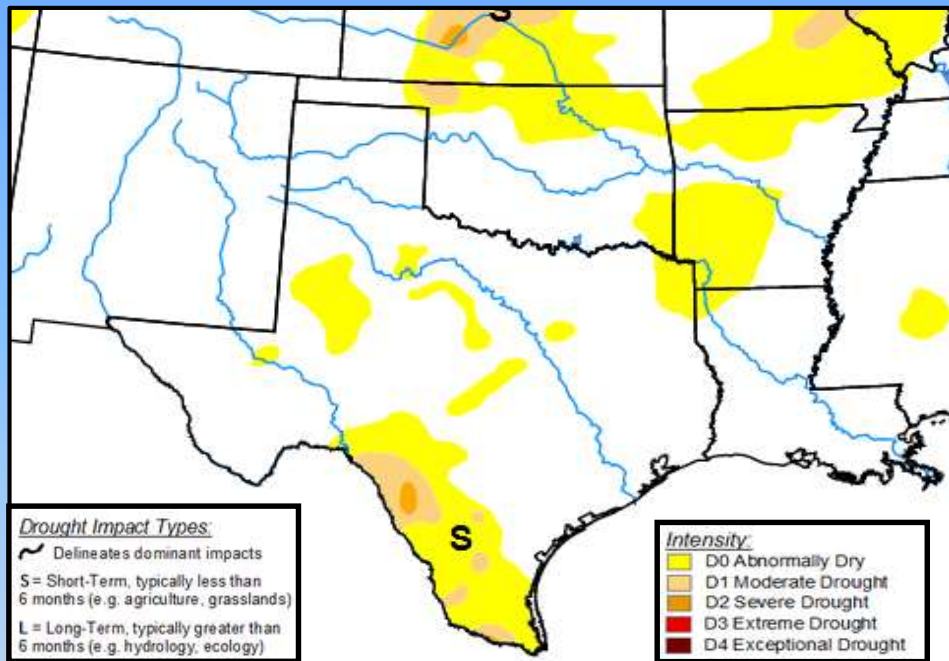 S
S
Drought Impact Types:
Delineates dominant impacts
S = Short-Term, typically less than
6 months (e.g. agriculture, grasslands)
L = Long-Term, typically greater than
6 months (e.g. hydrology, ecology)
Intensity:
D0 Abnormally Dry
D1 Moderate Drought
D2 Severe Drought
D3 Extreme Drought
D4 Exceptional Drought